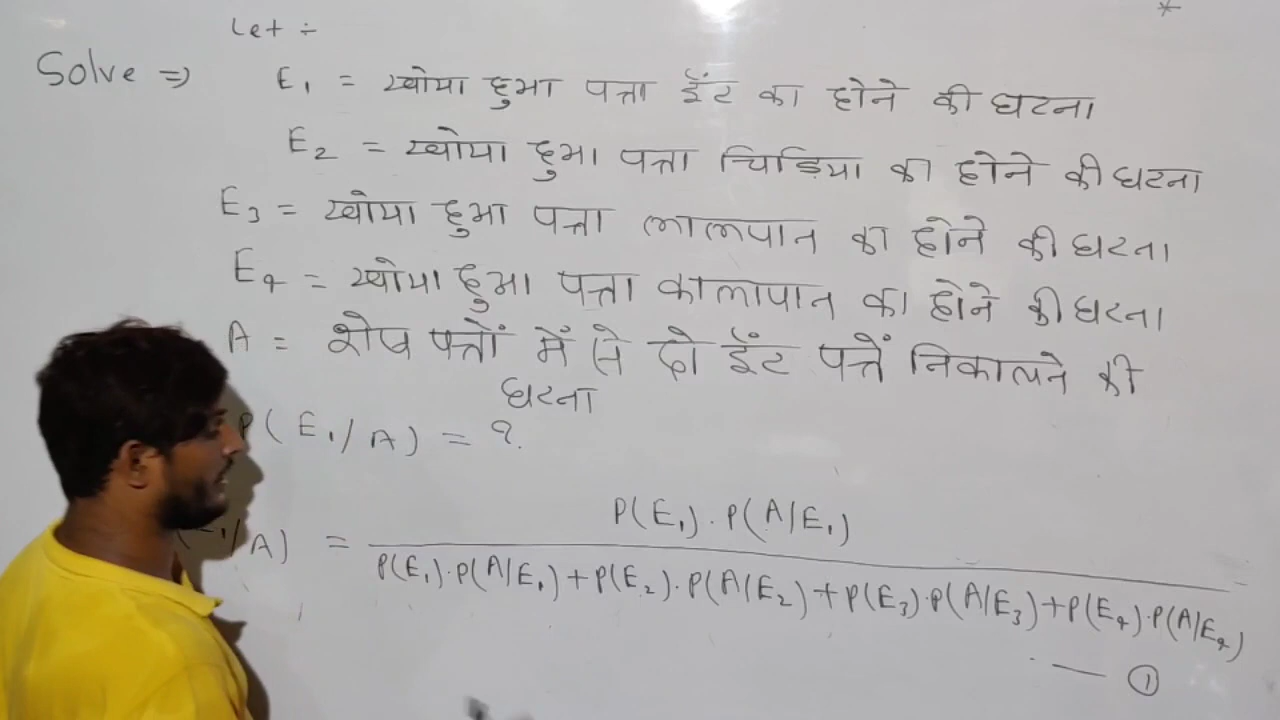 Let ÷
Solve ⇒ E₁ = खोया हुआ पत्ता ईंट का होने की घटना
E₂ = खोया हुआ पत्ता चिड़िया का होने की घटना
E₃ = खोया हुआ पत्ता लालपान का होने की घटना
E₄ = खोया हुआ पत्ता कालापान का होने की घटना
A = शेष पत्तों में से दो ईंट पत्तें निकालने की
घटना
P(E₁/A) = ?
/A) = P(E₁).P(A/E₁)
P(E₁).P(A/E₁)+P(E₂).P(A/E₂)+P(E₃).P(A/E₃)+P(E₄).P(A/E₄)
— ①